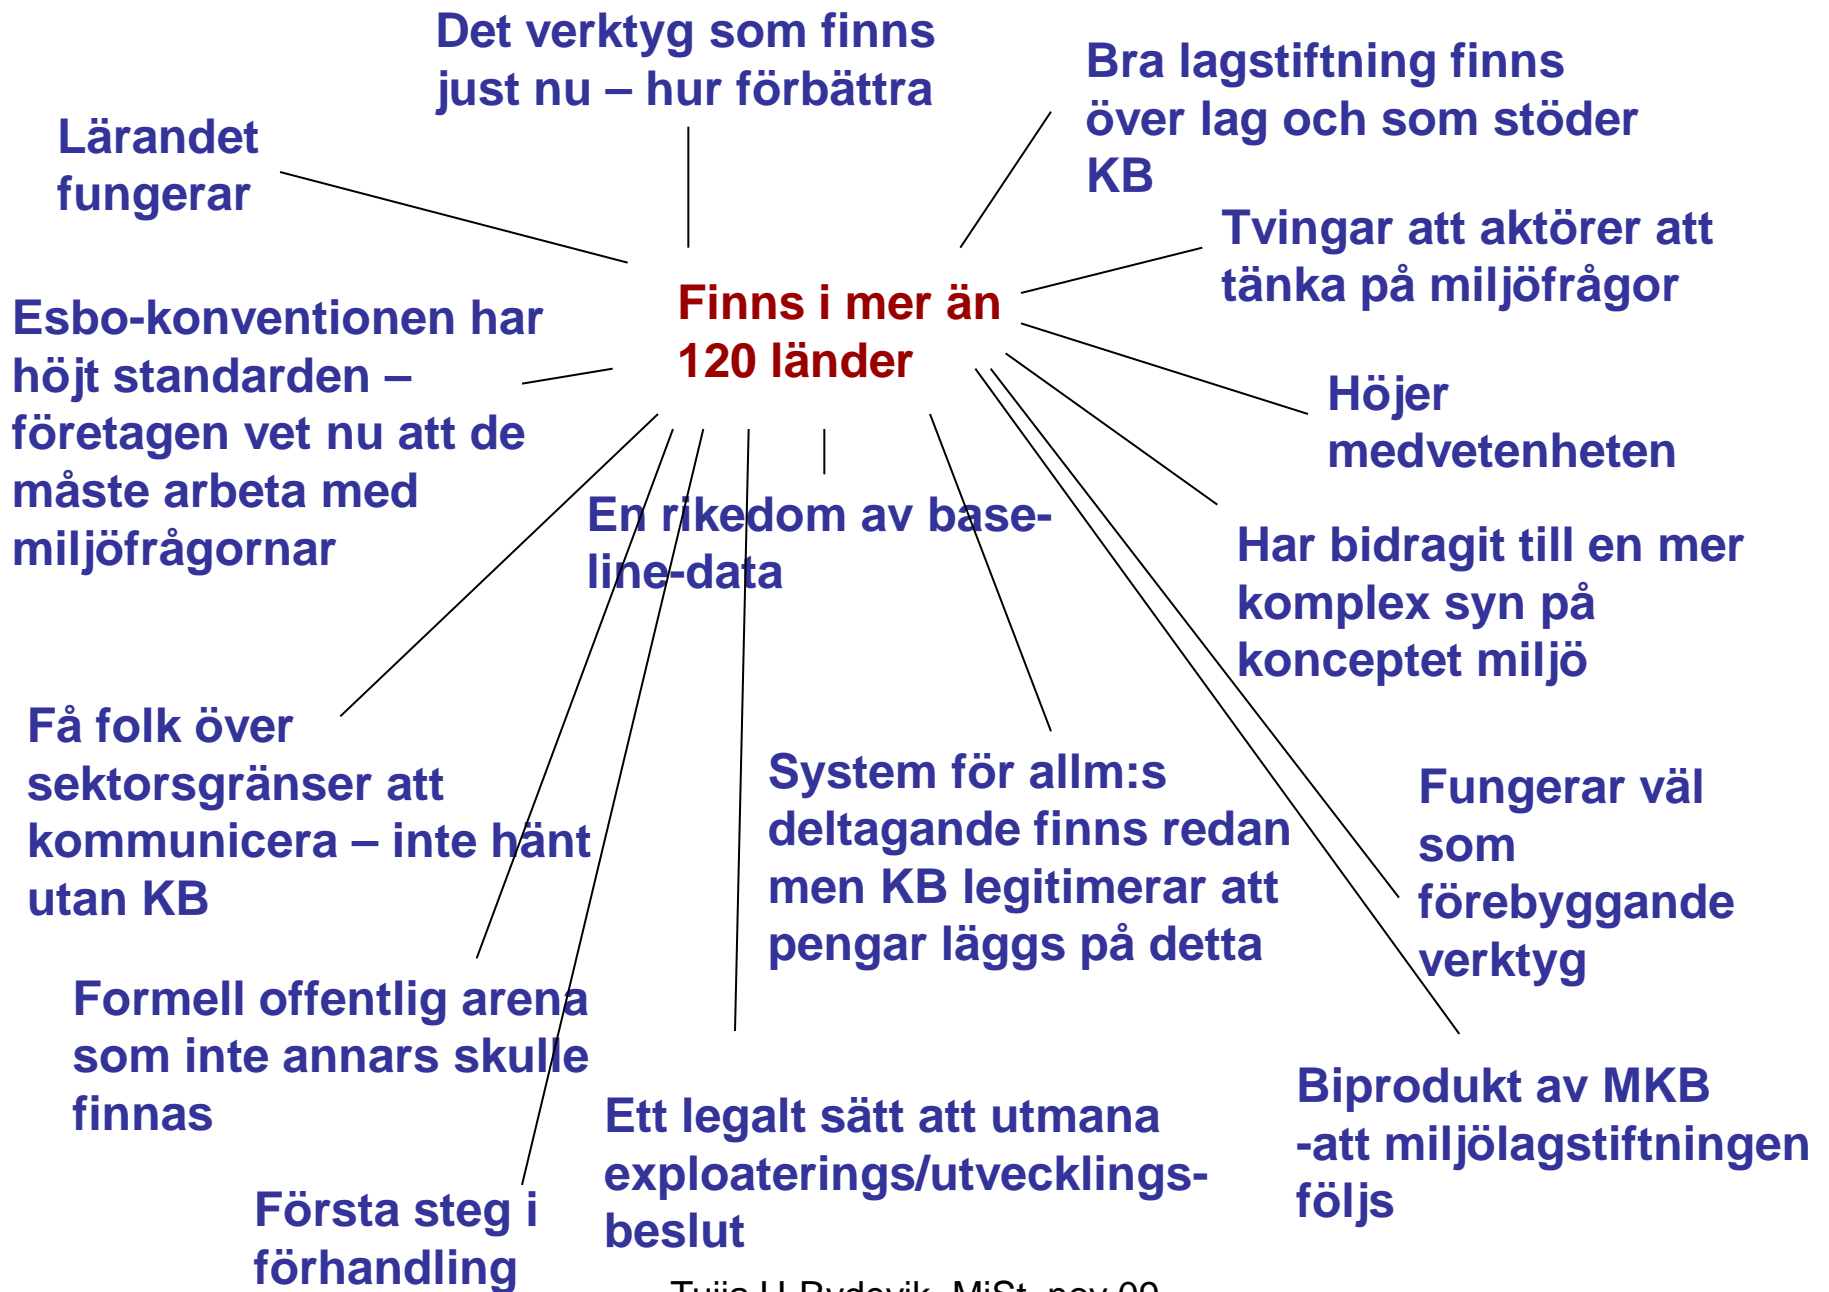 Det verktyg som finns
just nu – hur förbättra
Bra lagstiftning finns
över lag och som stöder
KB
Lärandet
fungerar
Tvingar att aktörer att
tänka på miljöfrågor
Finns i mer än
120 länder
Esbo-konventionen har
höjt standarden –
företagen vet nu att de
måste arbeta med
miljöfrågornar
Höjer
medvetenheten
En rikedom av base-
line-data
Har bidragit till en mer
komplex syn på
konceptet miljö
Få folk över
sektorsgränser att
kommunicera – inte hänt
utan KB
System för allm:s
deltagande finns redan
men KB legitimerar att
pengar läggs på detta
Fungerar väl
som
förebyggande
verktyg
Formell offentlig arena
som inte annars skulle
finnas
Biprodukt av MKB
-att miljölagstiftningen
följs
Ett legalt sätt att utmana
exploaterings/utvecklings-
beslut
Första steg i
förhandling
nov 09